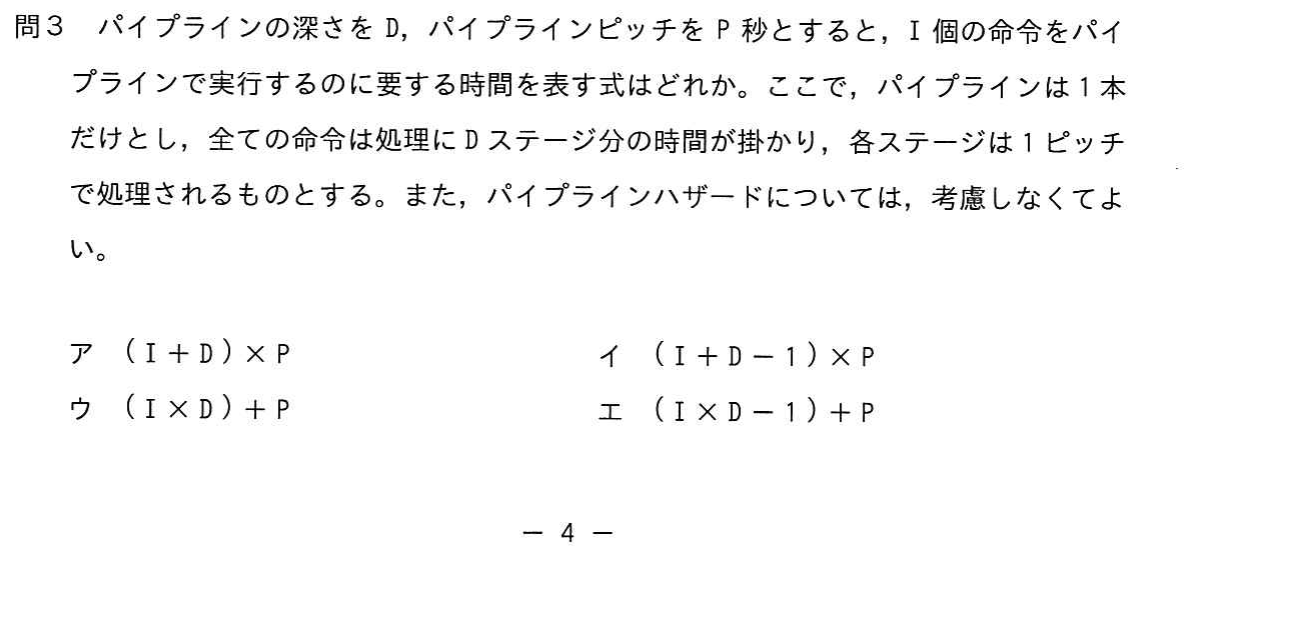 問３　パイプラインの深さを D，パイプラインピッチを P 秒とすると，I 個の命令をパイ
プラインで実行するのに要する時間を表す式はどれか。ここで，パイプラインは１本
だけとし，全ての命令は処理に D ステージ分の時間が掛かり，各ステージは１ピッチ
で処理されるものとする。また，パイプラインハザードについては，考慮しなくてよ
い。
ア　（I＋D）×P　イ　（I＋D－1）×P
ウ　（I×D）＋P　エ　（I×D－1）＋P
－ 4 －